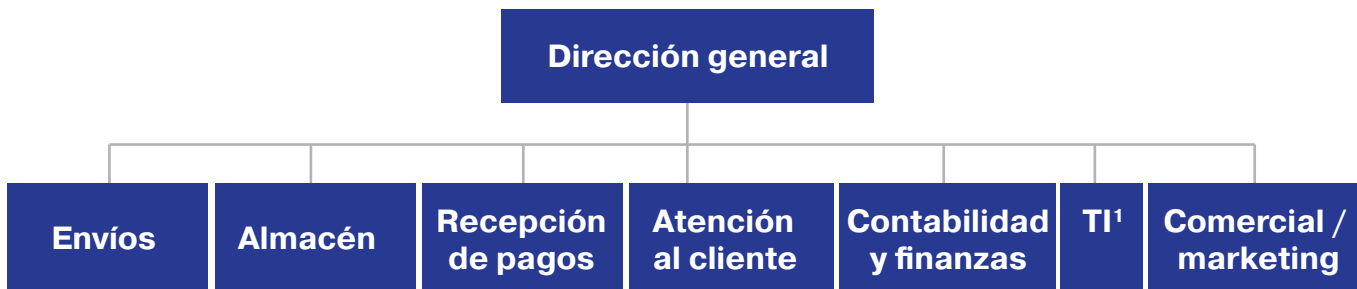 Dirección general
Envíos
Almacén
Recepción
de pagos
Atención
al cliente
Contabilidad
y finanzas
TI¹
Comercial /
marketing